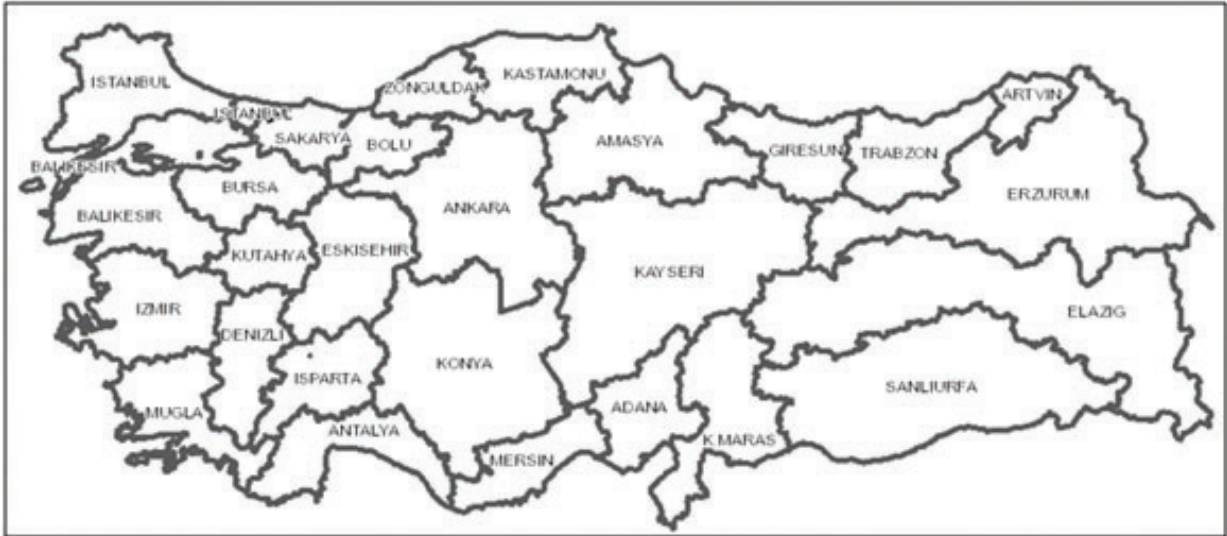 KASTAMONU
ISTANBUL
ZONGULDAK
ARTVIN
ISTANBUL
SAKARYA
BOLU
AMASYA
GIRESUN
TRABZON
BALIKESIR
BURSA
ERZURUM
BALIKESIR
ANKARA
KUTAHYA
ESKISEHIR
KAYSERI
IZMIR
ELAZIG
DENIZLI
KONYA
ISPARTA
SANLIURFA
MUGLA
ADANA
ANTALYA
K.MARAS
MERSIN